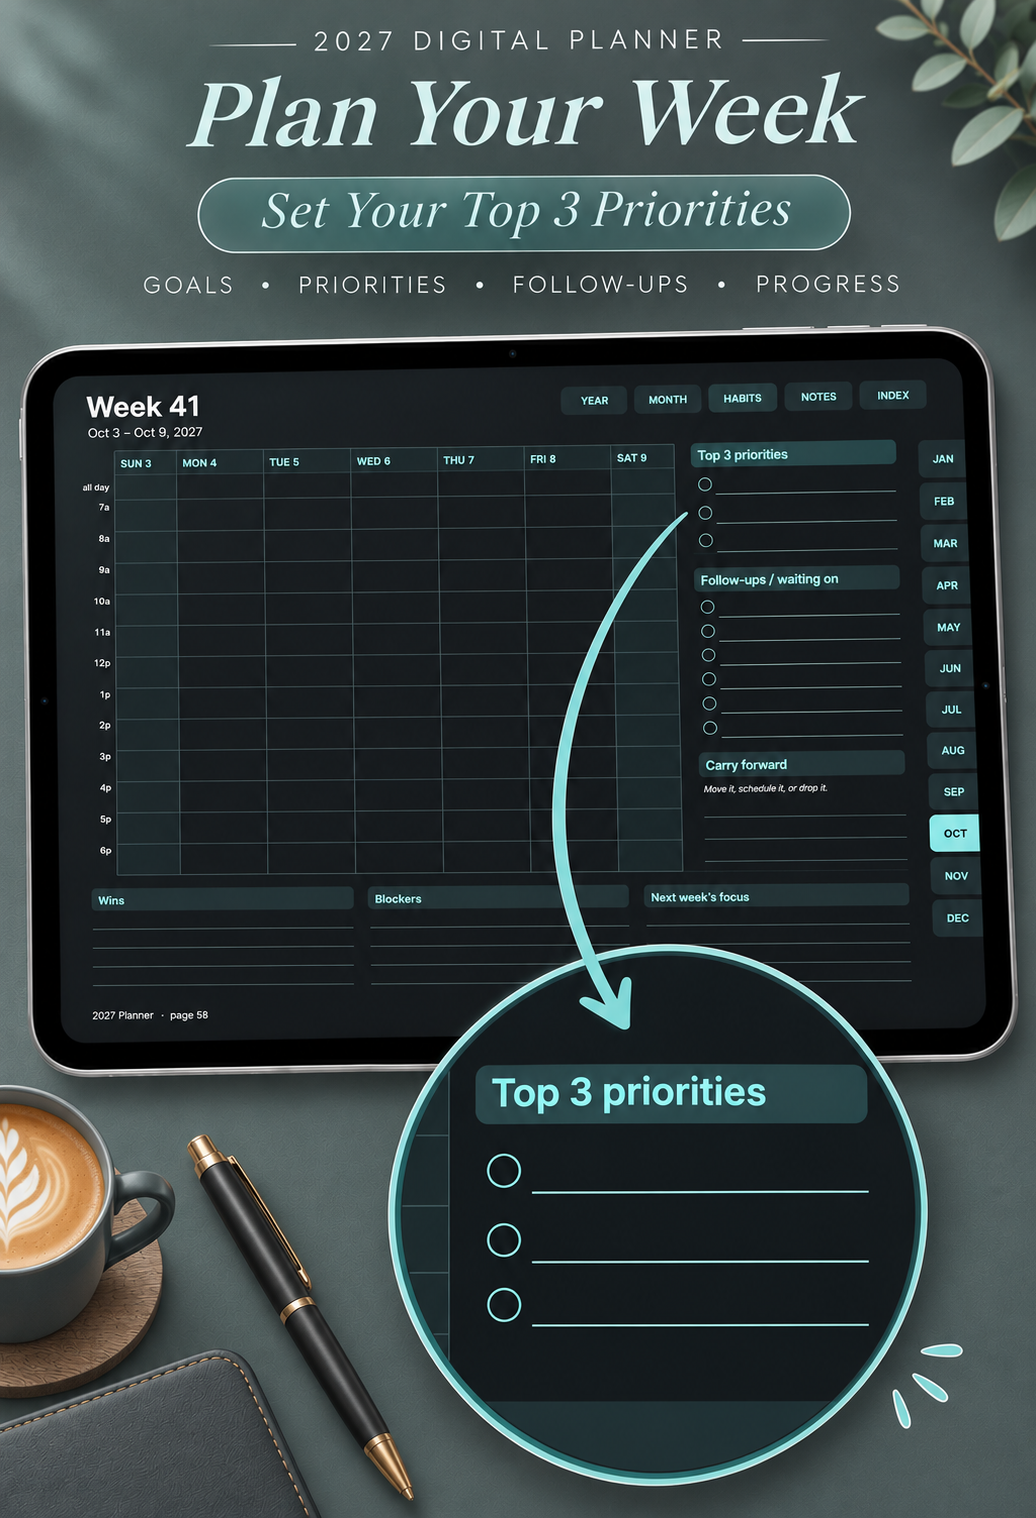 2027 DIGITAL PLANNER
Plan Your Week
Set Your Top 3 Priorities
GOALS • PRIORITIES • FOLLOW-UPS • PROGRESS
Week 41
Oct 3 – Oct 9, 2027
YEAR MONTH HABITS NOTES INDEX
SUN 3 MON 4 TUE 5 WED 6 THU 7 FRI 8 SAT 9
all day
7a
8a
9a
10a
11a
12p
1p
2p
3p
4p
5p
6p
Top 3 priorities
Follow-ups / waiting on
Carry forward
Move it, schedule it, or drop it.
JAN
FEB
MAR
APR
MAY
JUN
JUL
AUG
SEP
OCT
NOV
DEC
Wins
Blockers
Next week's focus
2027 Planner · page 58
Top 3 priorities